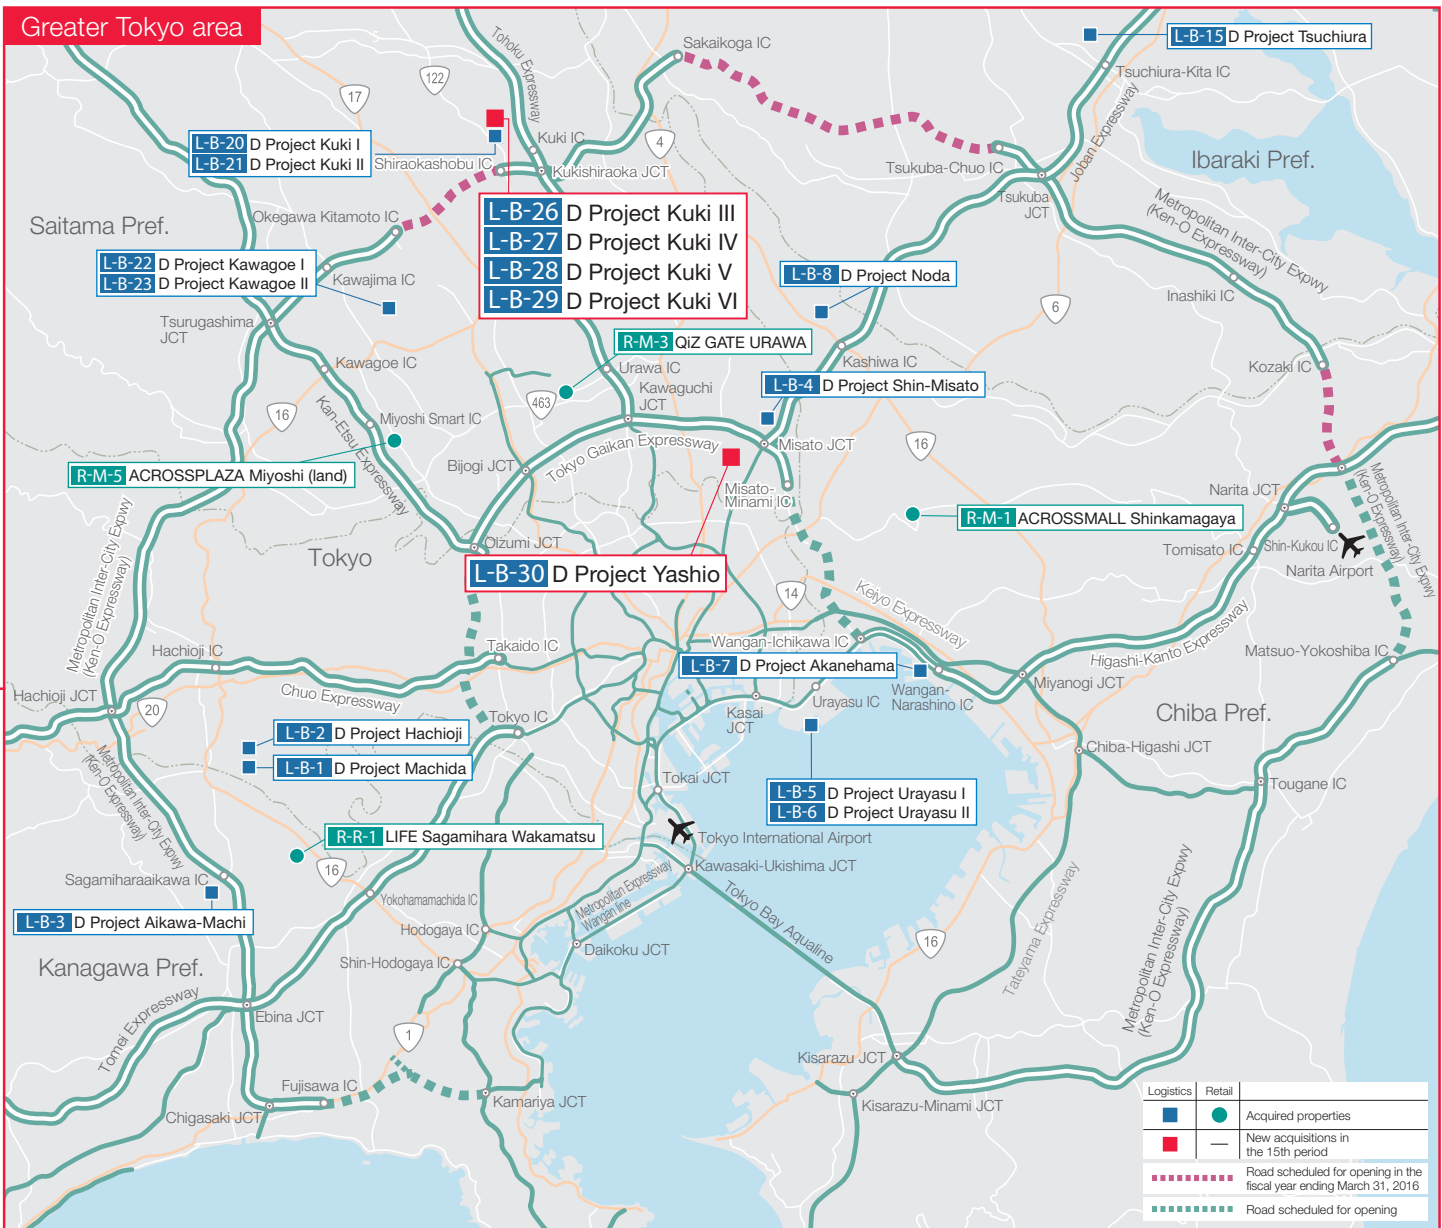 Greater Tokyo area
Tohoku Expressway
Sakaikoga IC
L-B-15 D Project Tsuchiura
Tsuchiura-Kita IC
122
17
4
Joban Expressway
L-B-20 D Project Kuki I
L-B-21 D Project Kuki II
Kuki IC
Shiraokashobu IC
Kukishiraoka JCT
Tsukuba-Chuo IC
Ibaraki Pref.
Tsukuba
JCT
Metropolitan Inter-City Expwy
(Ken-O Expressway)
Saitama Pref.
Okegawa Kitamoto IC
L-B-26 D Project Kuki III
L-B-27 D Project Kuki IV
L-B-28 D Project Kuki V
L-B-29 D Project Kuki VI
L-B-22 D Project Kawagoe I
L-B-23 D Project Kawagoe II
Kawajima IC
L-B-8 D Project Noda
Inashiki IC
6
Tsurugashima
JCT
R-M-3 QiZ GATE URAWA
Kashiwa IC
Kawagoe IC
Urawa IC
Kozaki IC
Kawaguchi
JCT
L-B-4 D Project Shin-Misato
463
16
Kan-Etsu Expressway
Miyoshi Smart IC
Tokyo Gaikan Expressway
Misato JCT
16
R-M-5 ACROSSPLAZA Miyoshi (land)
Bijogi JCT
Misato-
Minami IC
Narita JCT
Metropolitan Inter-City Expwy
(Ken-O Expressway)
R-M-1 ACROSSMALL Shinkamagaya
Metropolitan Inter-City Expwy
(Ken-O Expressway)
Tokyo
Oizumi JCT
Tomisato IC
Shin-Kukou IC
Narita Airport
L-B-30 D Project Yashio
14
Keiyo Expressway
Hachioji IC
Takaido IC
Wangan-Ichikawa IC
Higashi-Kanto Expressway
Matsuo-Yokoshiba IC
L-B-7 D Project Akanehama
Miyanogi JCT
Hachioji JCT
Chuo Expressway
Urayasu IC
Wangan-
Narashino IC
20
Tokyo IC
Kasai
JCT
Chiba Pref.
L-B-2 D Project Hachioji
Chiba-Higashi JCT
L-B-1 D Project Machida
Metropolitan Inter-City Expwy
(Ken-O Expressway)
Tokai JCT
Tougane IC
L-B-5 D Project Urayasu I
L-B-6 D Project Urayasu II
R-R-1 LIFE Sagamihara Wakamatsu
Tokyo International Airport
16
Sagamiharaaikawa IC
Kawasaki-Ukishima JCT
Yokohamamachida IC
Metropolitan Expressway
Wangan line
Tokyo Bay Aqualine
L-B-3 D Project Aikawa-Machi
Hodogaya IC
Daikoku JCT
16
Tateyama Expressway
Metropolitan Inter-City Expwy
(Ken-O Expressway)
Kanagawa Pref.
Shin-Hodogaya IC
Tomei Expressway
Ebina JCT
1
Kisarazu JCT
Fujisawa IC
Kamariya JCT
Kisarazu-Minami JCT
Chigasaki JCT
Logistics Retail
Acquired properties
New acquisitions in
the 15th period
Road scheduled for opening in the
fiscal year ending March 31, 2016
Road scheduled for opening